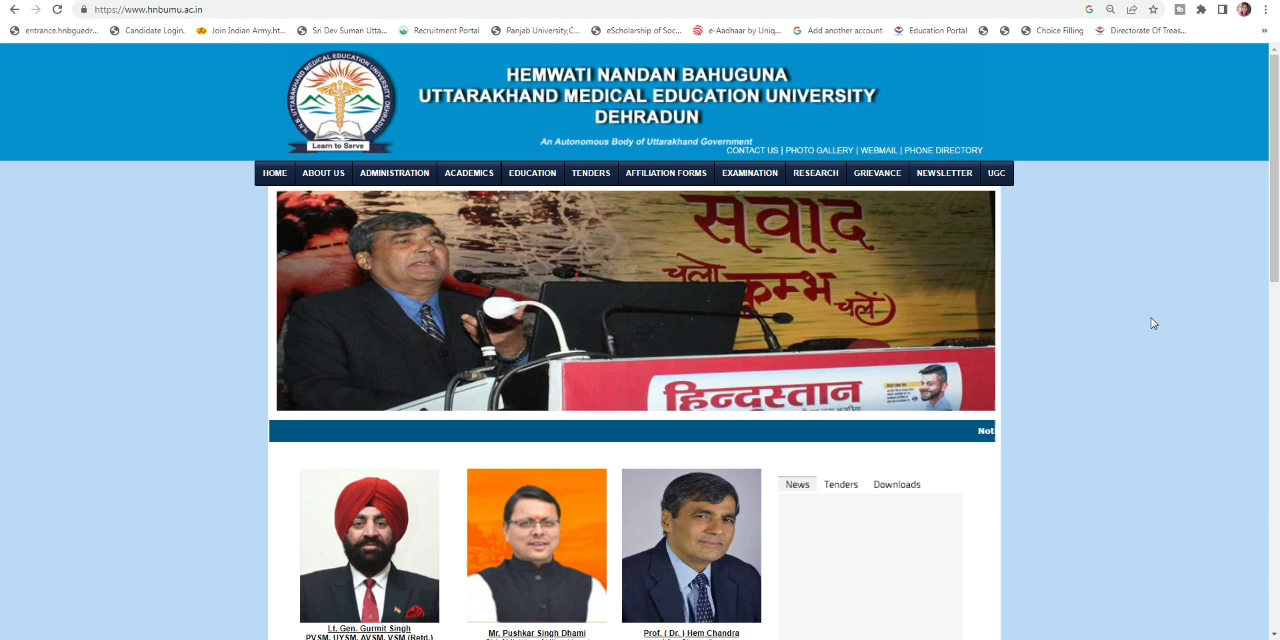 https://www.hnbumu.ac.in
entrance.hnbguedr...
Candidate Login.
Join Indian Army.ht...
Sri Dev Suman Utta...
Recruitment Portal
Panjab University,C...
eScholarship of Soc...
e-Aadhaar by Uniq...
Add another account
Education Portal
Choice Filling
Directorate Of Treas...
»
H.N.B. UTTARAKHAND MEDICAL EDUCATION UNIVERSITY DEHRADUN
Learn to Serve
HEMWATI NANDAN BAHUGUNA
UTTARAKHAND MEDICAL EDUCATION UNIVERSITY
DEHRADUN
An Autonomous Body of Uttarakhand Government
CONTACT US | PHOTO GALLERY | WEBMAIL | PHONE DIRECTORY
HOME
ABOUT US
ADMINISTRATION
ACADEMICS
EDUCATION
TENDERS
AFFILIATION FORMS
EXAMINATION
RESEARCH
GRIEVANCE
NEWSLETTER
UGC
संवाद
चलो
कुम्भ
चलें
हिन्दुस्तान
Not
News
Tenders
Downloads
Lt. Gen. Gurmit Singh
PVSM, UYSM, AVSM, VSM (Retd.)
Mr. Pushkar Singh Dhami
Prof. ( Dr. ) Hem Chandra